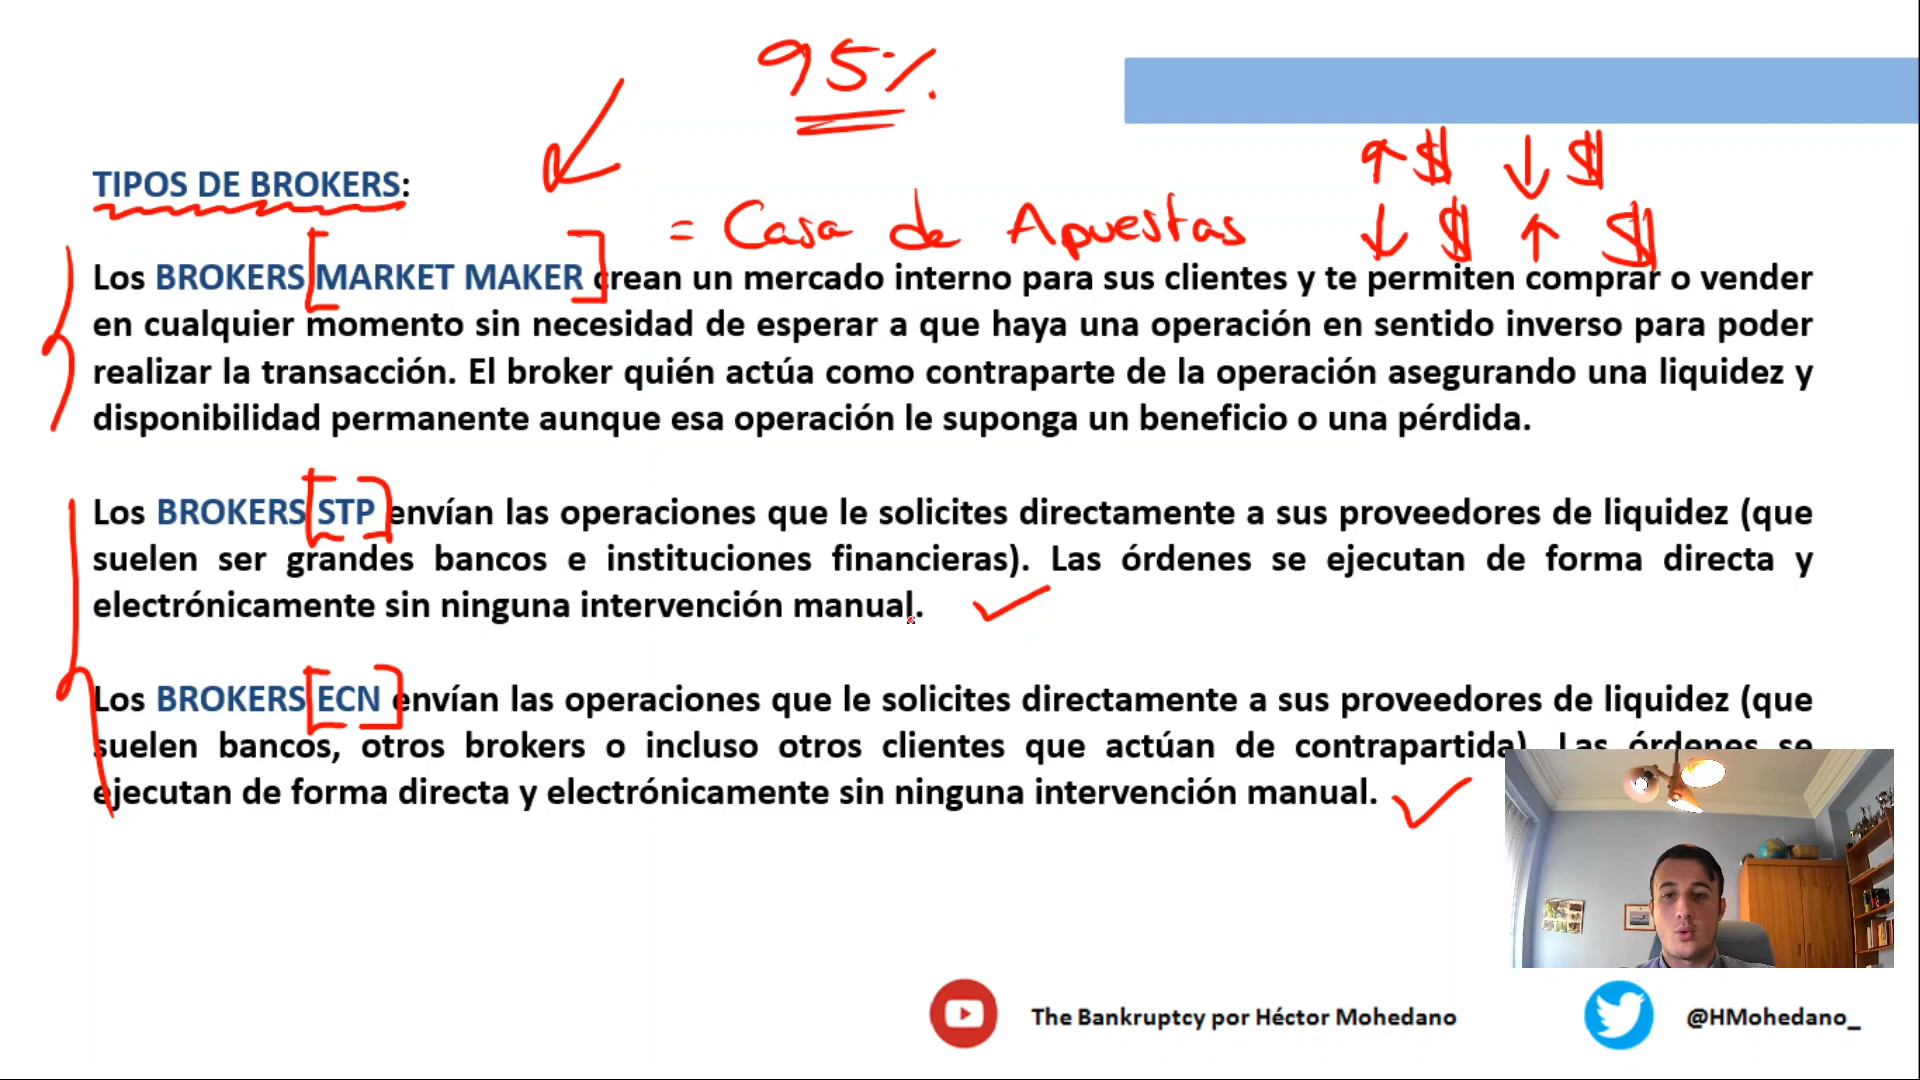 95%
↑$ ↓$
TIPOS DE BROKERS:
= Casa de Apuestas ↓$ ↑$
Los BROKERS [MARKET MAKER] crean un mercado interno para sus clientes y te permiten comprar o vender
en cualquier momento sin necesidad de esperar a que haya una operación en sentido inverso para poder
realizar la transacción. El broker quién actúa como contraparte de la operación asegurando una liquidez y
disponibilidad permanente aunque esa operación le suponga un beneficio o una pérdida.
Los BROKERS [STP] envían las operaciones que le solicites directamente a sus proveedores de liquidez (que
suelen ser grandes bancos e instituciones financieras). Las órdenes se ejecutan de forma directa y
electrónicamente sin ninguna intervención manual.
Los BROKERS [ECN] envían las operaciones que le solicites directamente a sus proveedores de liquidez (que
suelen bancos, otros brokers o incluso otros clientes que actúan de contrapartida). Las órdenes se
ejecutan de forma directa y electrónicamente sin ninguna intervención manual.
The Bankruptcy por Héctor Mohedano
@HMohedano_